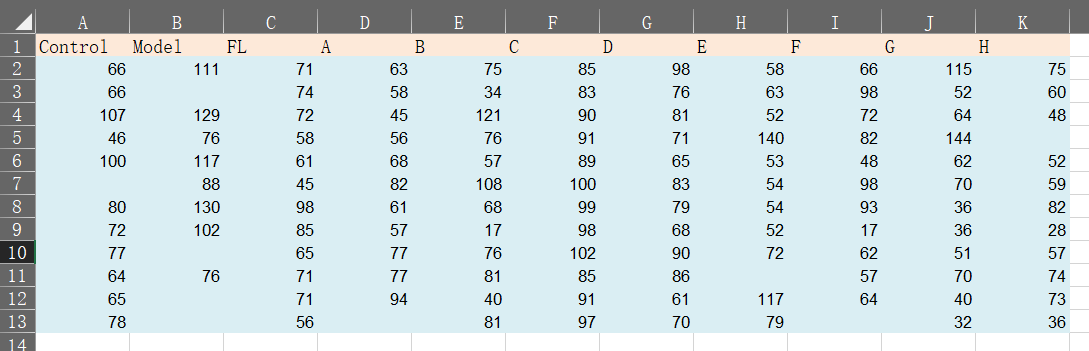 A B C D E F G H I J K
1 Control Model FL A B C D E F G H
2 66 111 71 63 75 85 98 58 66 115 75
3 66 74 58 34 83 76 63 98 52 60
4 107 129 72 45 121 90 81 52 72 64 48
5 46 76 58 56 76 91 71 140 82 144
6 100 117 61 68 57 89 65 53 48 62 52
7 88 45 82 108 100 83 54 98 70 59
8 80 130 98 61 68 99 79 54 93 36 82
9 72 102 85 57 17 98 68 52 17 36 28
10 77 65 77 76 102 90 72 62 51 57
11 64 76 71 77 81 85 86 57 70 74
12 65 71 94 40 91 61 117 64 40 73
13 78 56 81 97 70 79 32 36
14